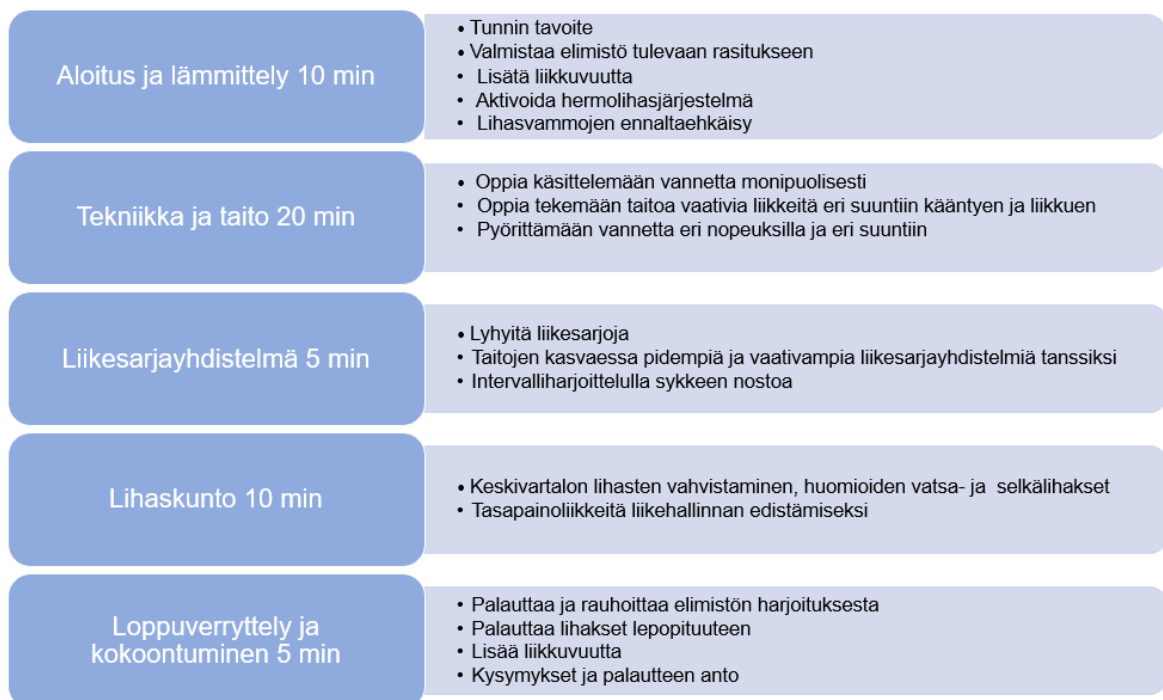 Aloitus ja lämmittely 10 min
• Tunnin tavoite
• Valmistaa elimistö tulevaan rasitukseen
• Lisätä liikkuvuutta
• Aktivoida hermolihasjärjestelmä
• Lihasvammojen ennaltaehkäisy
Tekniikka ja taito 20 min
• Oppia käsittelemään vannetta monipuolisesti
• Oppia tekemään taitoa vaativia liikkeitä eri suuntiin kääntyen ja liikkuen
• Pyörittämään vannetta eri nopeuksilla ja eri suuntiin
Liikesarjayhdistelmä 5 min
• Lyhyitä liikesarjoja
• Taitojen kasvaessa pidempiä ja vaativampia liikesarjayhdistelmiä tanssiksi
• Intervalliharjoittelulla sykkeen nostoa
Lihaskunto 10 min
• Keskivartalon lihasten vahvistaminen, huomioiden vatsa- ja selkälihakset
• Tasapainoliikkeitä liikehallinnan edistämiseksi
Loppuverryttely ja
kokoontuminen 5 min
• Palauttaa ja rauhoittaa elimistön harjoituksesta
• Palauttaa lihakset lepopituuteen
• Lisää liikkuvuutta
• Kysymykset ja palautteen anto